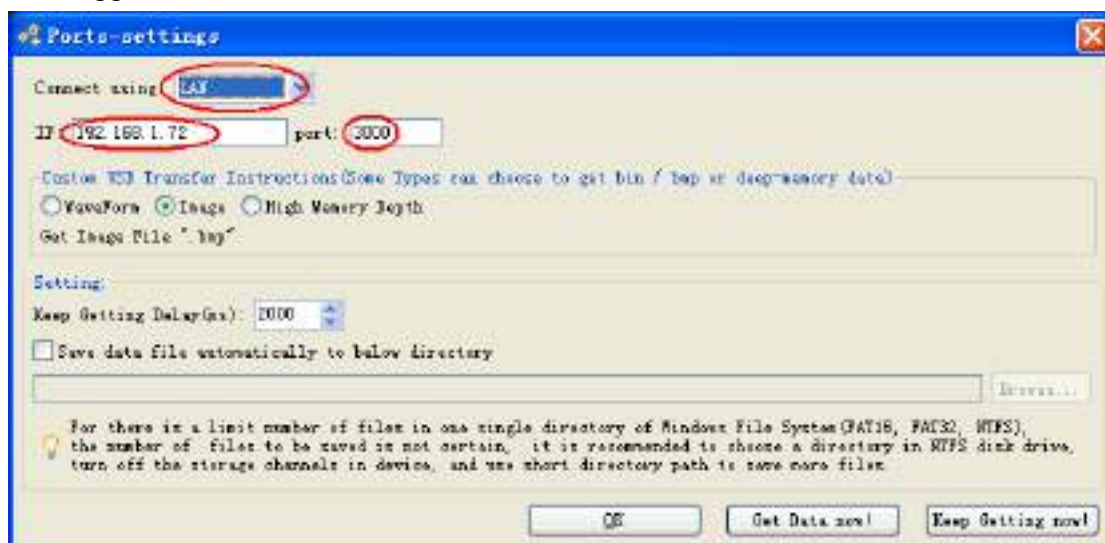 Ports-settings
Connect using LAN
IP: 192.168.1.72 port: 3000
Custom USB Transfer Instructions(Some Types can choose to get bin / bmp or deep-memory data)
WaveForm Image High Memory Depth
Get Image File ".bmp"
Setting:
Keep Getting Delay(ms): 2000
Save data file automatically to below directory
Browse...
For there is a limit number of files in one single directory of Windows File System(FAT16, FAT32, NTFS),
the number of files to be saved is not certain, it is recommended to choose a directory in NTFS disk drive,
turn off the storage channels in device, and use short directory path to save more files.
OK Get Data now! Keep Getting now!